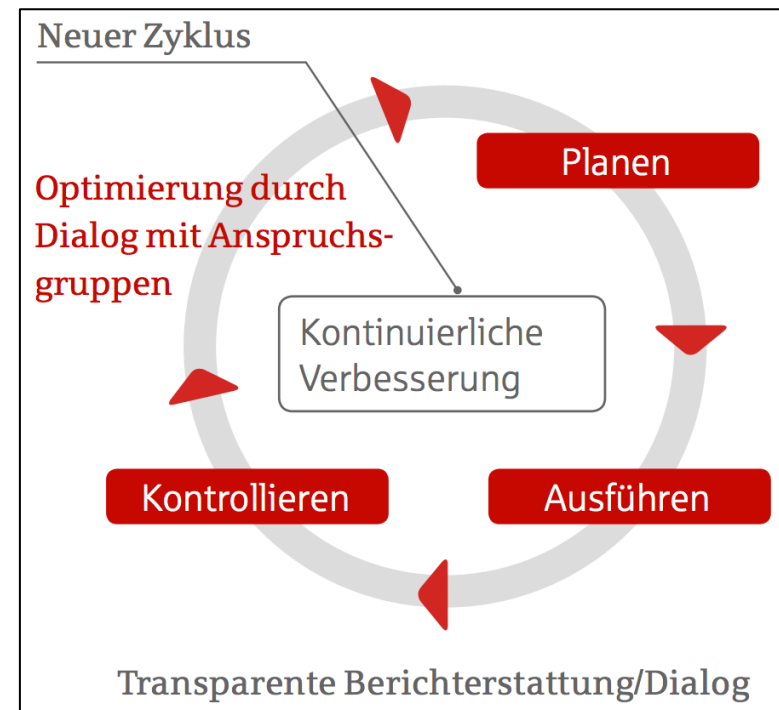 Neuer Zyklus
Planen
Optimierung durch
Dialog mit Anspruchs-
gruppen
Kontinuierliche
Verbesserung
Kontrollieren
Ausführen
Transparente Berichterstattung/Dialog